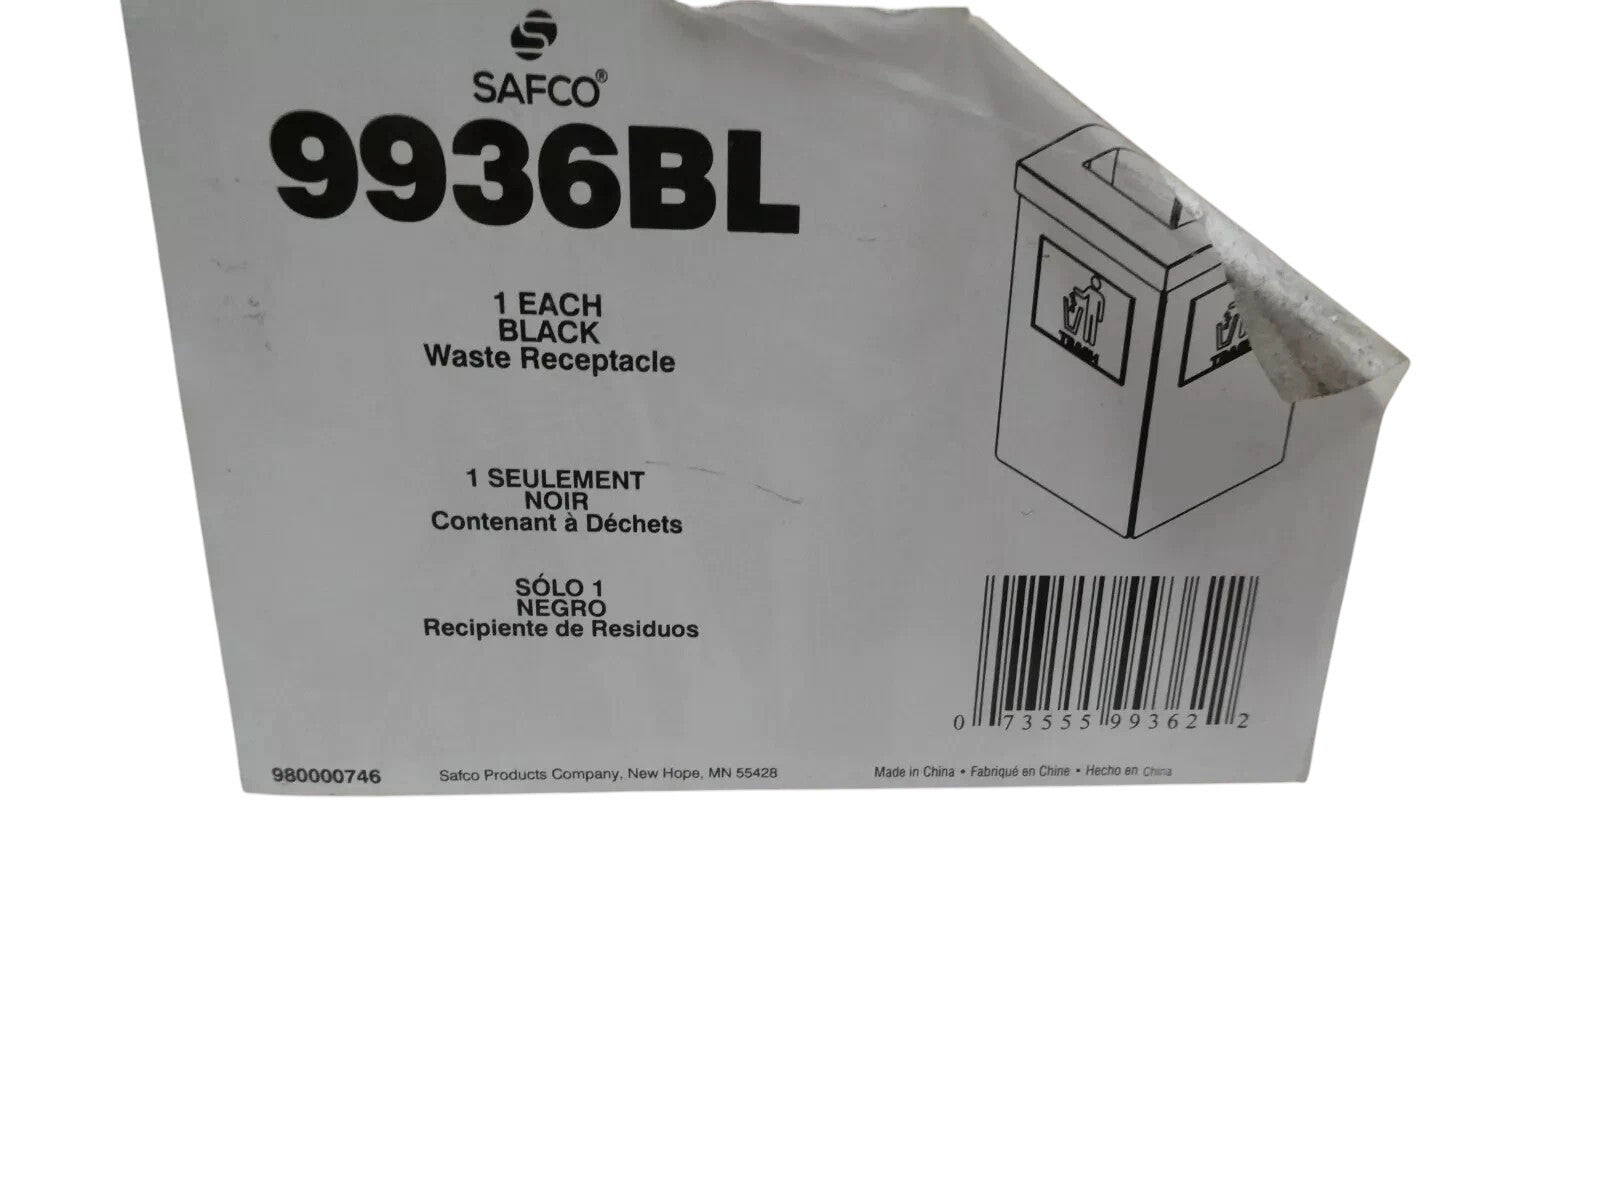 SAFCO®
9936BL
1 EACH
BLACK
Waste Receptacle
1 SEULEMENT
NOIR
Contenant à Déchets
SÓLO 1
NEGRO
Recipiente de Residuos
TRASH
0 73555 99362 2
980000746
Safco Products Company, New Hope, MN 55428
Made in China • Fabriqué en Chine • Hecho en China